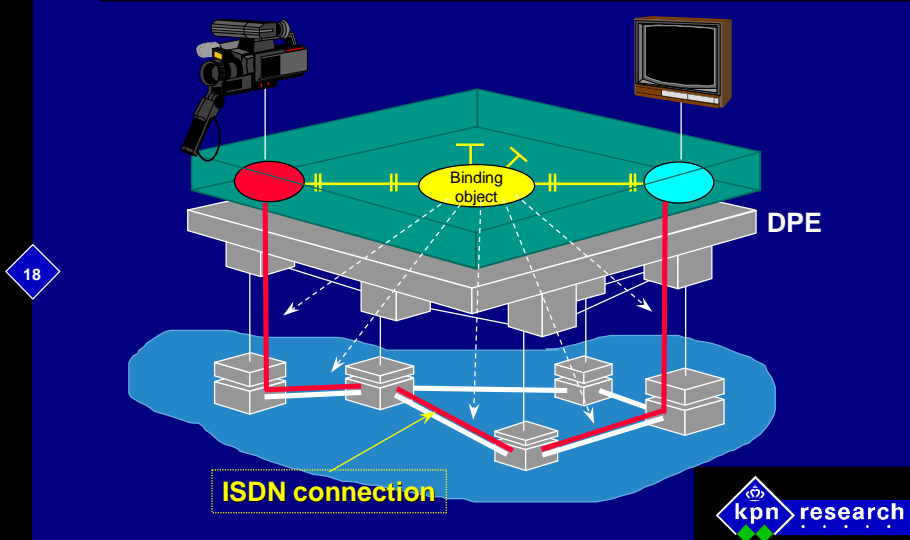 Binding
object
DPE
18
ISDN connection
kpn research